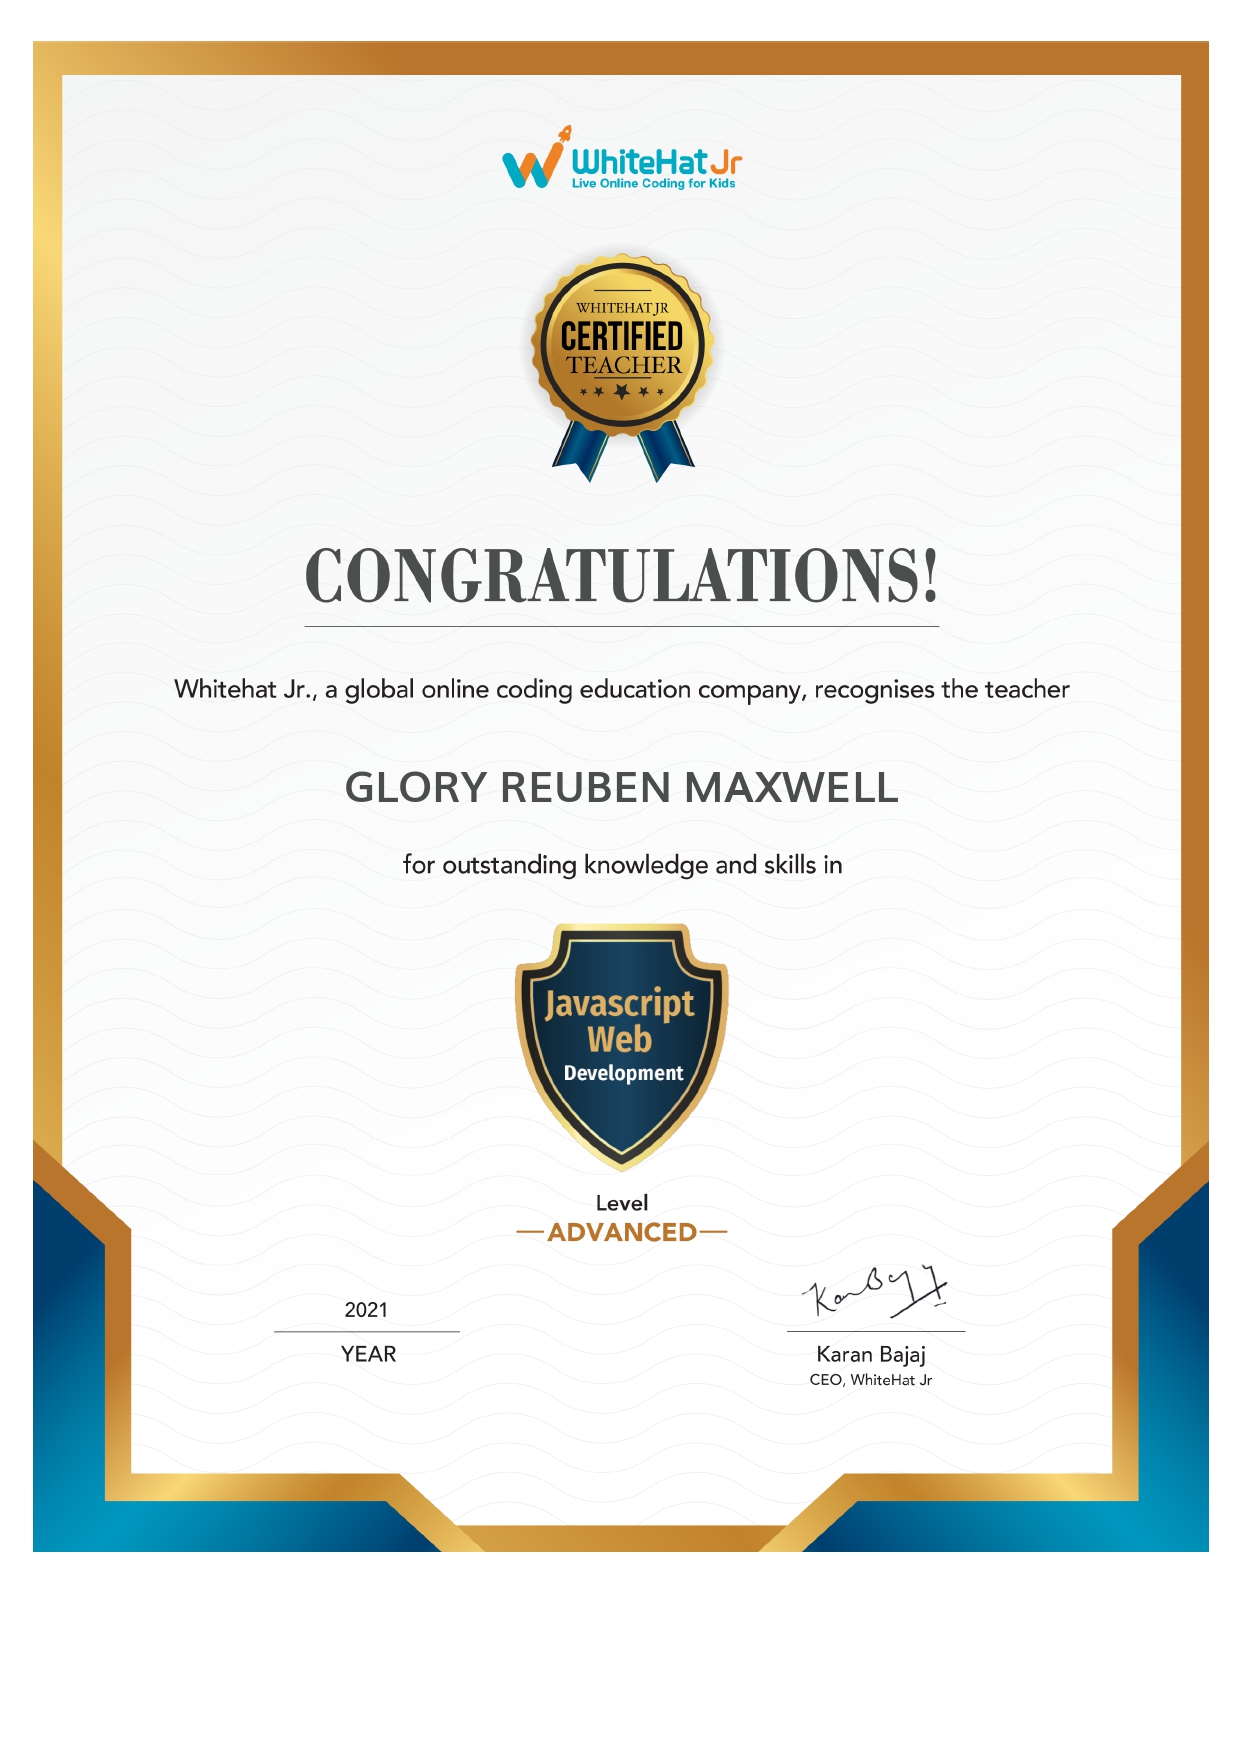 WhiteHat Jr
Live Online Coding for Kids
WHITEHAT JR
CERTIFIED
TEACHER
CONGRATULATIONS!
Whitehat Jr., a global online coding education company, recognises the teacher
GLORY REUBEN MAXWELL
for outstanding knowledge and skills in
Javascript
Web
Development
Level
ADVANCED
2021
YEAR
Karan Bajaj
Karan Bajaj
CEO, WhiteHat Jr